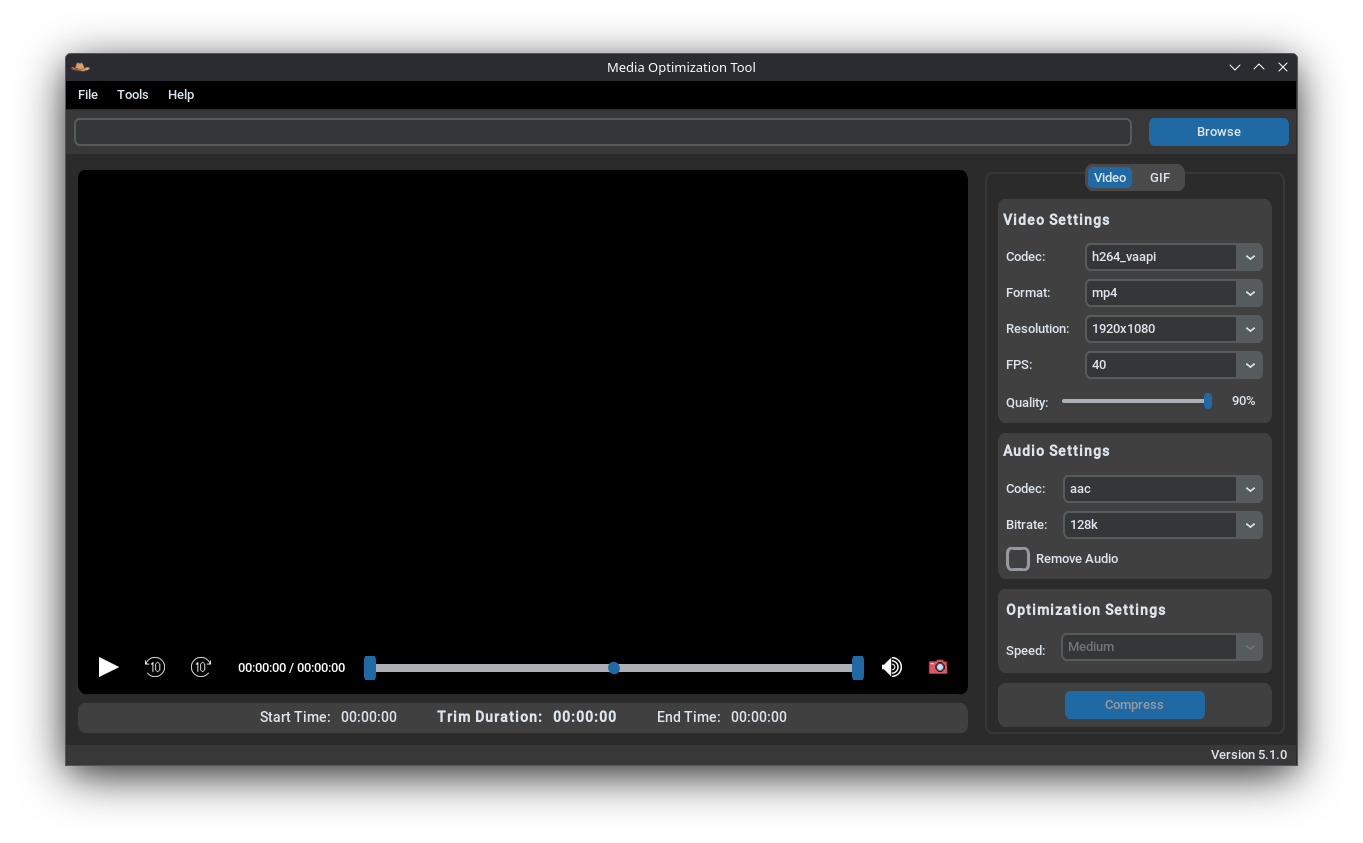 Media Optimization Tool
File Tools Help
Browse
Video GIF
Video Settings
Codec: h264_vaapi
Format: mp4
Resolution: 1920x1080
FPS: 40
Quality: 90%
Audio Settings
Codec: aac
Bitrate: 128k
Remove Audio
Optimization Settings
Speed: Medium
Compress
10 10 00:00:00 / 00:00:00
Start Time: 00:00:00 Trim Duration: 00:00:00 End Time: 00:00:00
Version 5.1.0